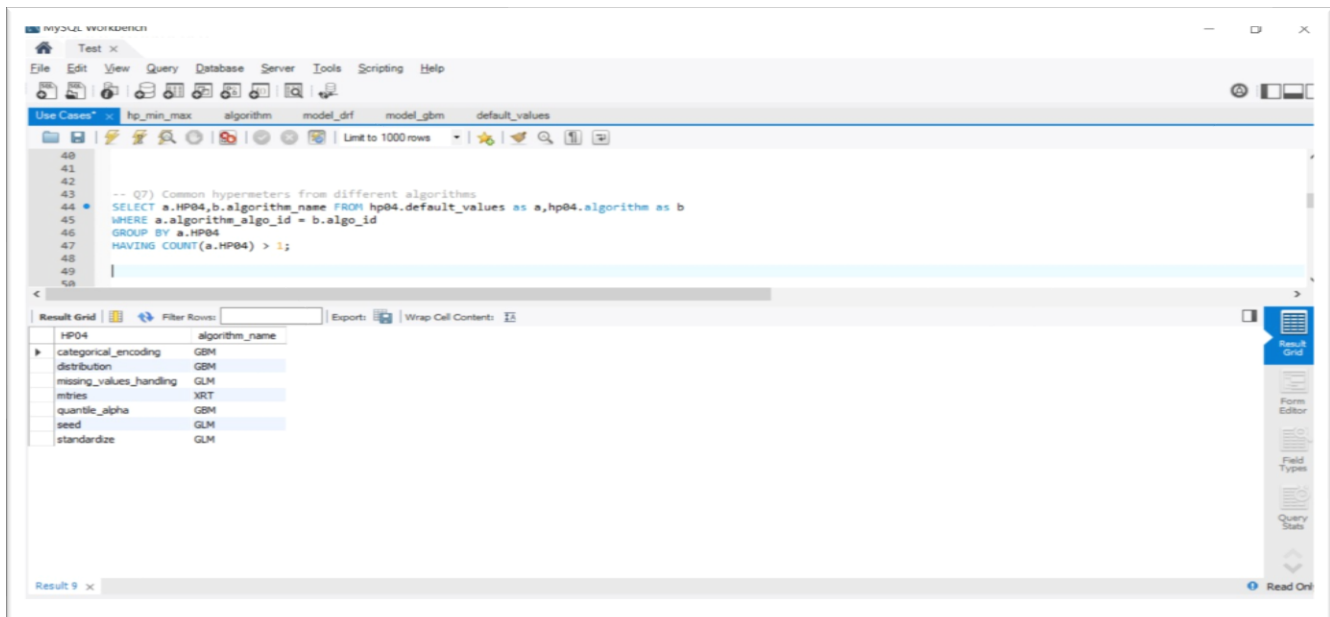 MySQL Workbench
Test
File Edit View Query Database Server Tools Scripting Help
Use Cases* hp_min_max algorithm model_drf model_gbm default_values
Limit to 1000 rows
40
41
42
43 -- Q7) Common hypermeters from different algorithms
44 SELECT a.HP04,b.algorithm_name FROM hp04.default_values as a,hp04.algorithm as b
45 WHERE a.algorithm_algo_id = b.algo_id
46 GROUP BY a.HP04
47 HAVING COUNT(a.HP04) > 1;
48
49
50
Result Grid Filter Rows: Export: Wrap Cell Content:
HP04 algorithm_name
categorical_encoding GBM
distribution GBM
missing_values_handling GLM
mtries XRT
quantile_alpha GBM
seed GLM
standardize GLM
Result
Grid
Form
Editor
Field
Types
Query
Stats
Result 9 Read Onl